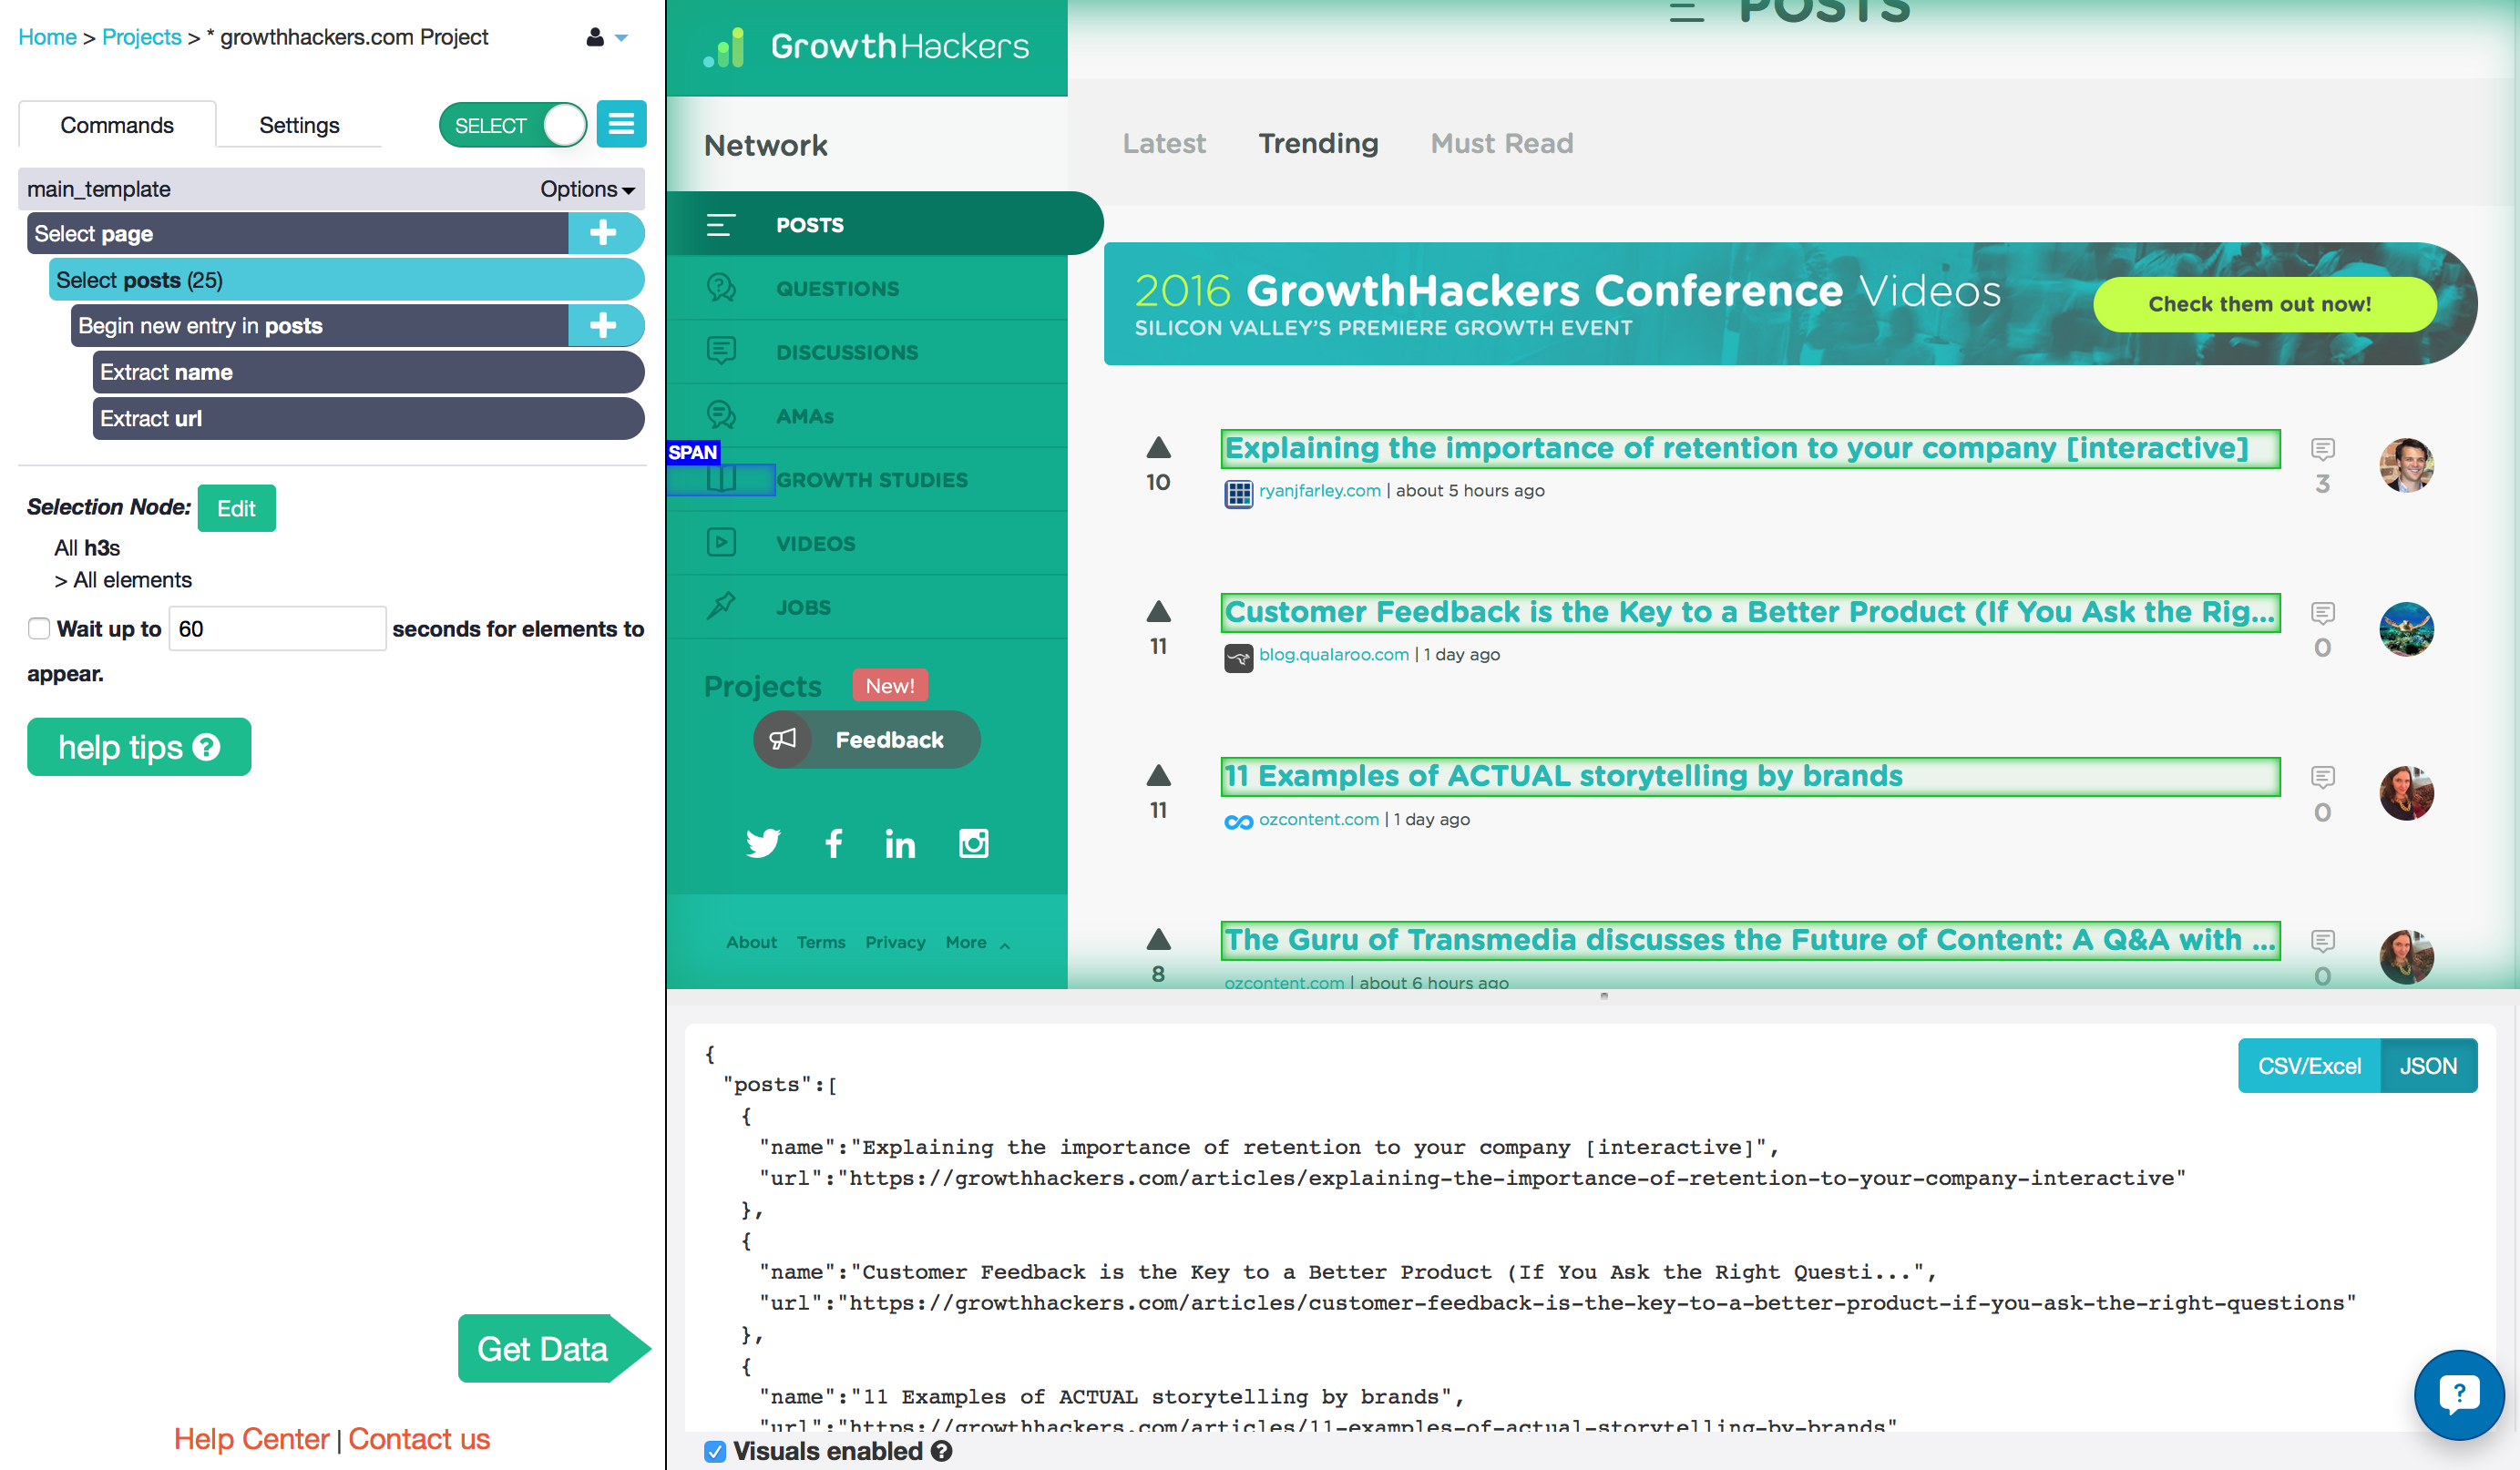 Home > Projects > * growthhackers.com Project
Commands
Settings
SELECT
main_template
Options
Select page
Select posts (25)
Begin new entry in posts
Extract name
Extract url
Selection Node:
Edit
All h3s
> All elements
Wait up to 60 seconds for elements to
appear.
help tips ?
Get Data
Help Center | Contact us
GrowthHackers
Network
POSTS
QUESTIONS
DISCUSSIONS
AMAs
SPAN
GROWTH STUDIES
VIDEOS
JOBS
Projects
New!
Feedback
About Terms Privacy More
POSTS
Latest Trending Must Read
2016 GrowthHackers Conference Videos
SILICON VALLEY'S PREMIERE GROWTH EVENT
Check them out now!
Explaining the importance of retention to your company [interactive]
10
ryanjfarley.com | about 5 hours ago
3
Customer Feedback is the Key to a Better Product (If You Ask the Rig...
11
blog.qualaroo.com | 1 day ago
0
11 Examples of ACTUAL storytelling by brands
11
ozcontent.com | 1 day ago
0
The Guru of Transmedia discusses the Future of Content: A Q&A with ...
8
ozcontent.com | about 6 hours ago
0
CSV/Excel
JSON
{
"posts":[
{
"name":"Explaining the importance of retention to your company [interactive]",
"url":"https://growthhackers.com/articles/explaining-the-importance-of-retention-to-your-company-interactive"
},
{
"name":"Customer Feedback is the Key to a Better Product (If You Ask the Right Questi...",
"url":"https://growthhackers.com/articles/customer-feedback-is-the-key-to-a-better-product-if-you-ask-the-right-questions"
},
{
"name":"11 Examples of ACTUAL storytelling by brands",
"url":"https://growthhackers.com/articles/11-examples-of-actual-storytelling-by-brands"
Visuals enabled ?